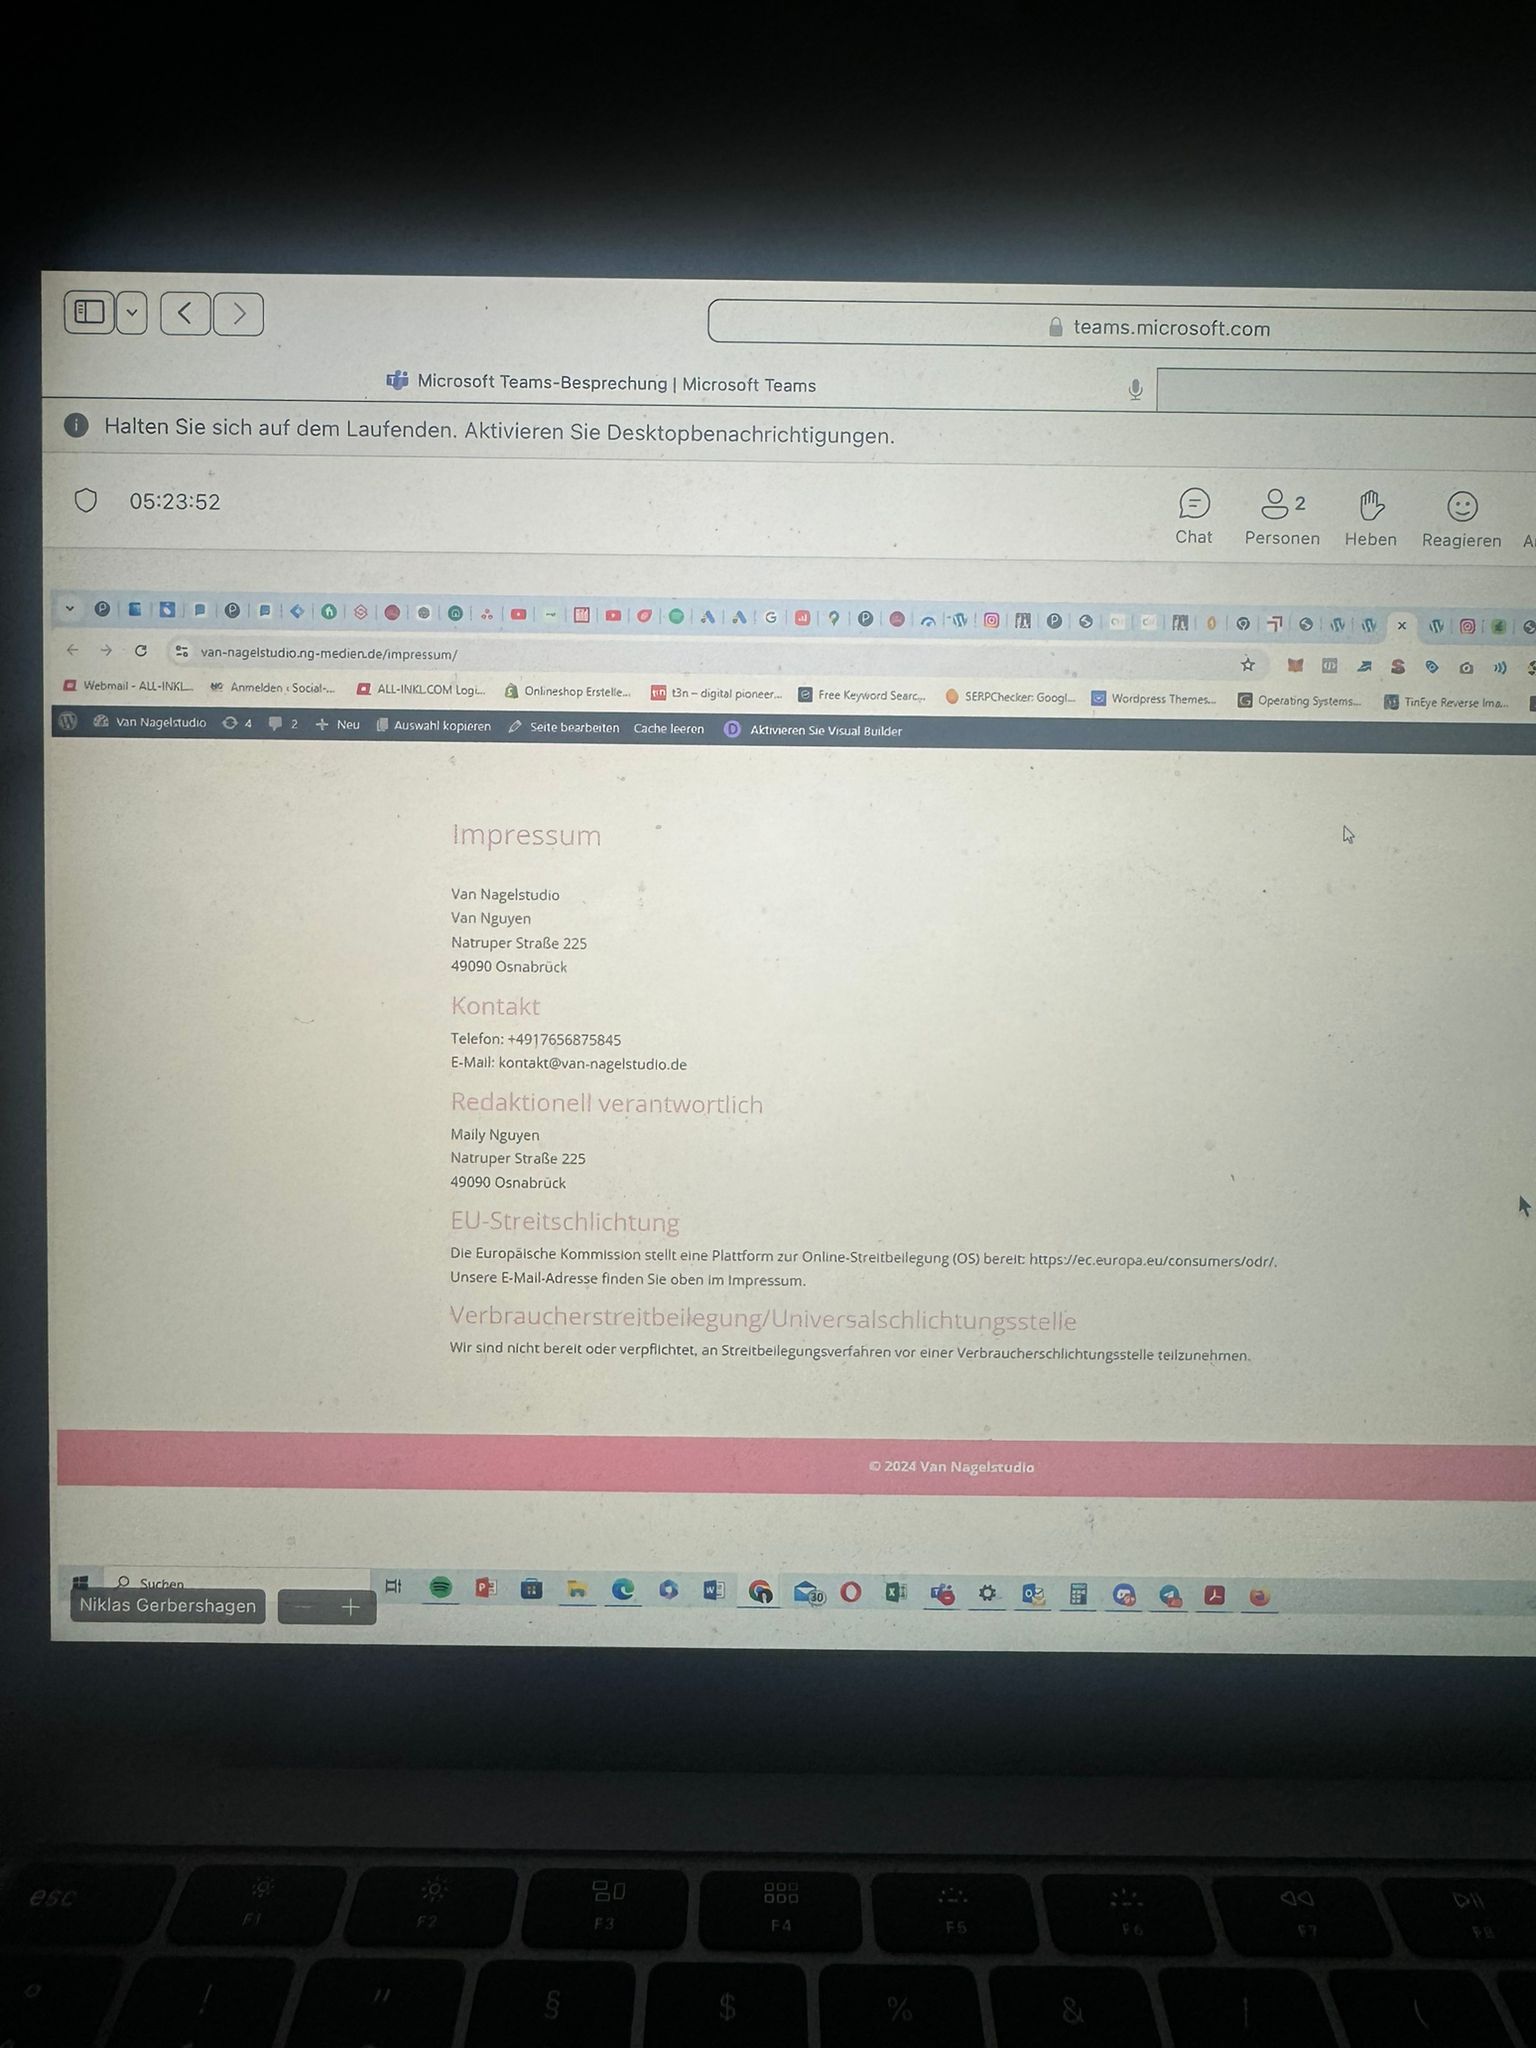 teams.microsoft.com
Microsoft Teams-Besprechung | Microsoft Teams
Halten Sie sich auf dem Laufenden. Aktivieren Sie Desktopbenachrichtigungen.
05:23:52
2
Chat Personen Heben Reagieren
van-nagelstudio.ng-medien.de/impressum/
Webmail - ALL-INKL... Anmelden ‹ Social-... ALL-INKL.COM Logi... Onlineshop Erstelle... t3n – digital pioneer... Free Keyword Searc... SERPChecker: Googl... Wordpress Themes... Operating Systems... TinEye Reverse Ima...
Van Nagelstudio 4 2 Neu Auswahl kopieren Seite bearbeiten Cache leeren D Aktivieren Sie Visual Builder
Impressum
Van Nagelstudio
Van Nguyen
Natruper Straße 225
49090 Osnabrück
Kontakt
Telefon: +4917656875845
E-Mail: kontakt@van-nagelstudio.de
Redaktionell verantwortlich
Maily Nguyen
Natruper Straße 225
49090 Osnabrück
EU-Streitschlichtung
Die Europäische Kommission stellt eine Plattform zur Online-Streitbeilegung (OS) bereit: https://ec.europa.eu/consumers/odr/.
Unsere E-Mail-Adresse finden Sie oben im Impressum.
Verbraucherstreitbeilegung/Universalschlichtungsstelle
Wir sind nicht bereit oder verpflichtet, an Streitbeilegungsverfahren vor einer Verbraucherschlichtungsstelle teilzunehmen.
© 2024 Van Nagelstudio
Suchen
30
Niklas Gerbershagen
esc F1 F2 F3 F4 F5 F6 F7 F8
° ! " § $ % & (